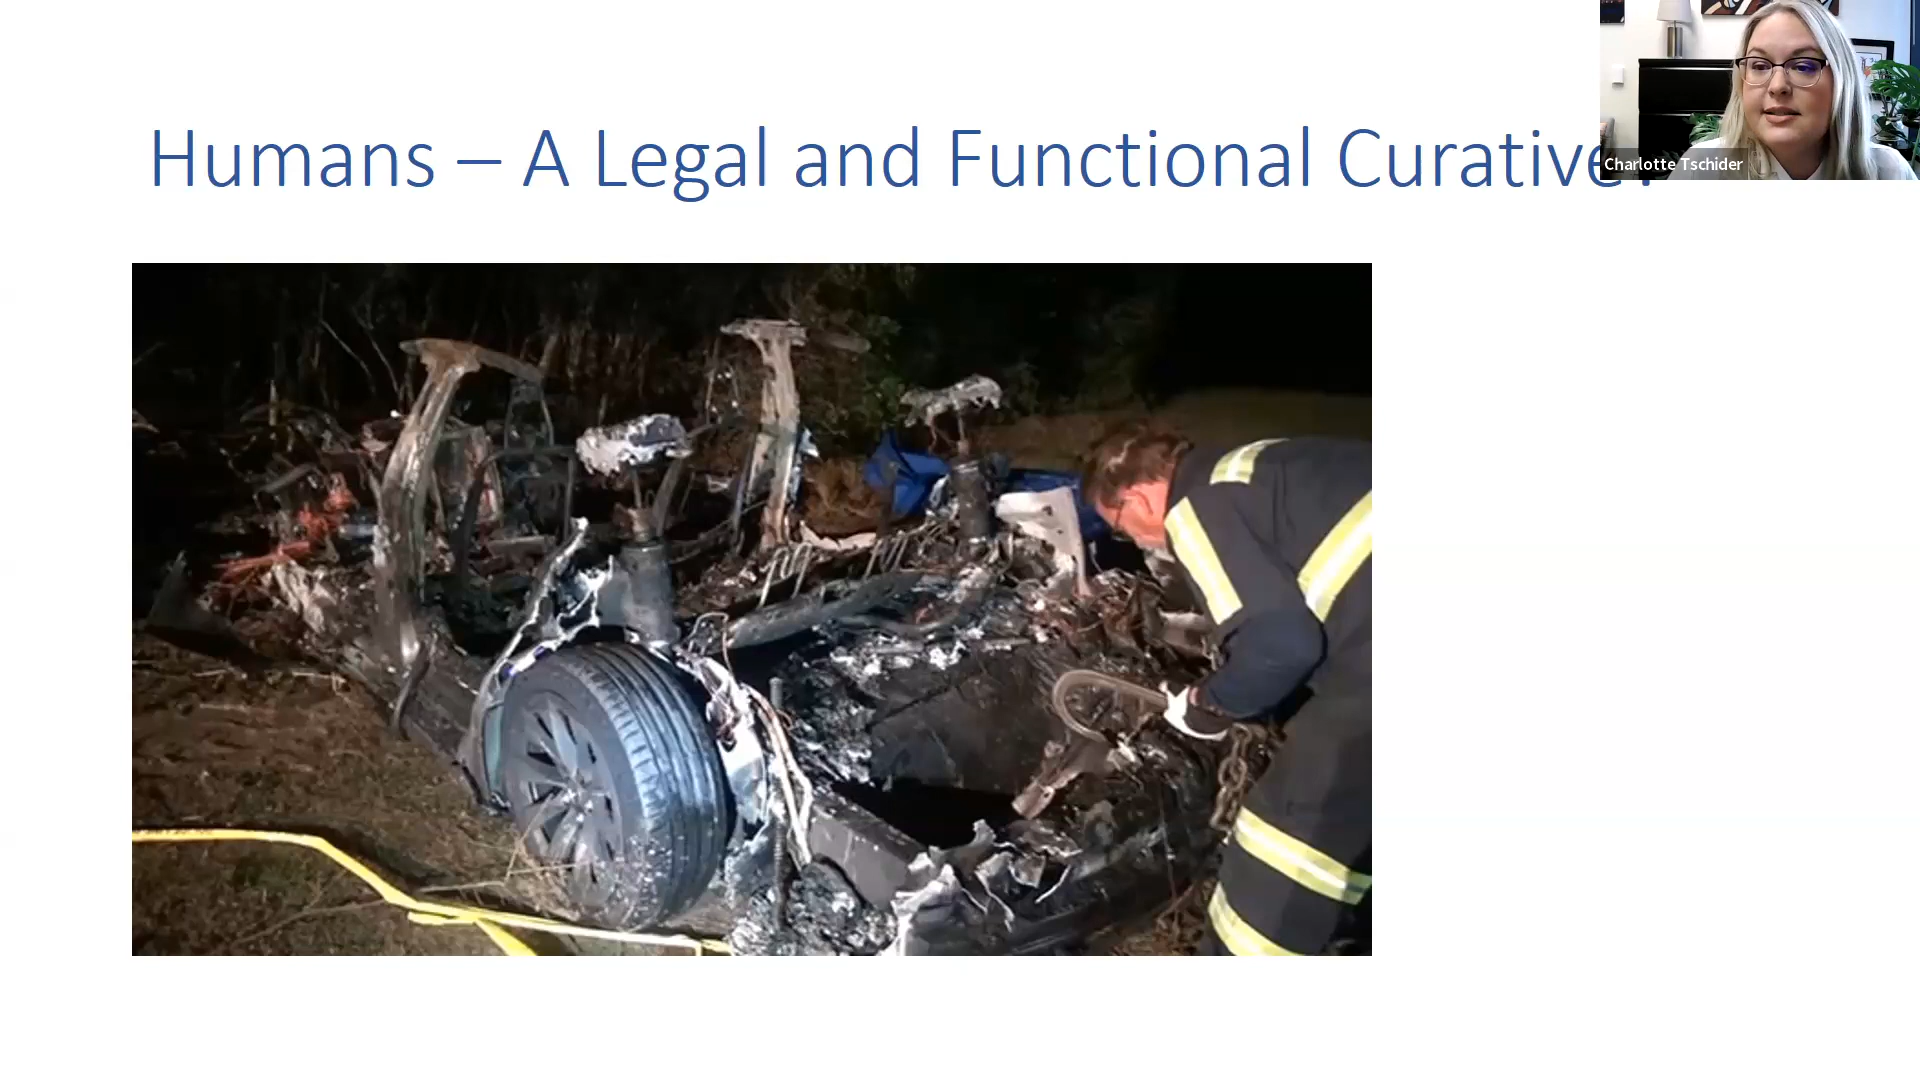 Humans – A Legal and Functional Curative?
Charlotte Tschider